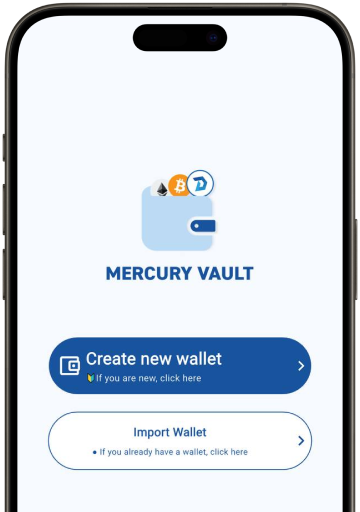 MERCURY VAULT
Create new wallet
🔰If you are new, click here
Import Wallet
• If you already have a wallet, click here